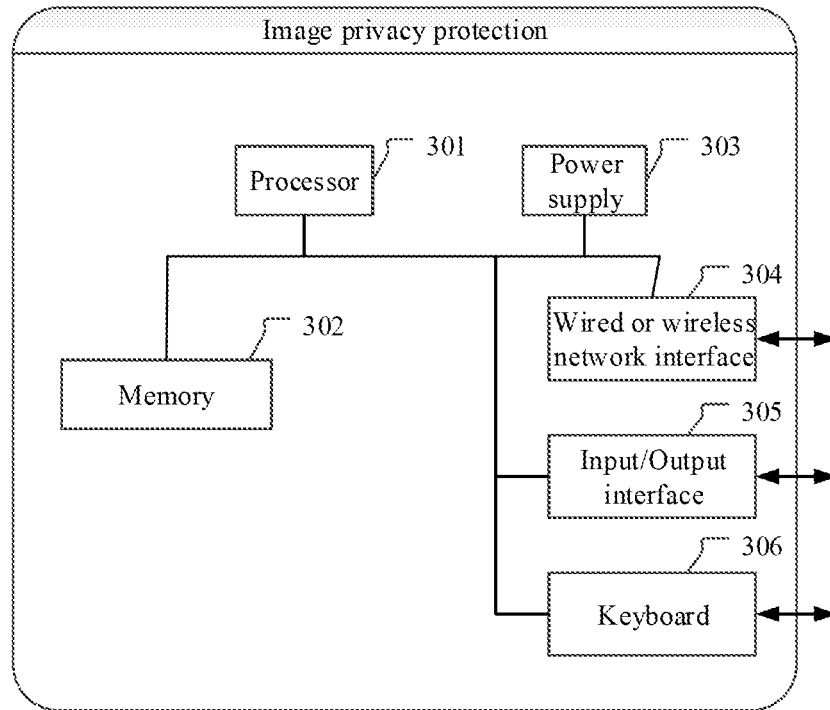 Image privacy protection
301
Processor
303
Power
supply
302
Memory
304
Wired or wireless
network interface
305
Input/Output
interface
306
Keyboard